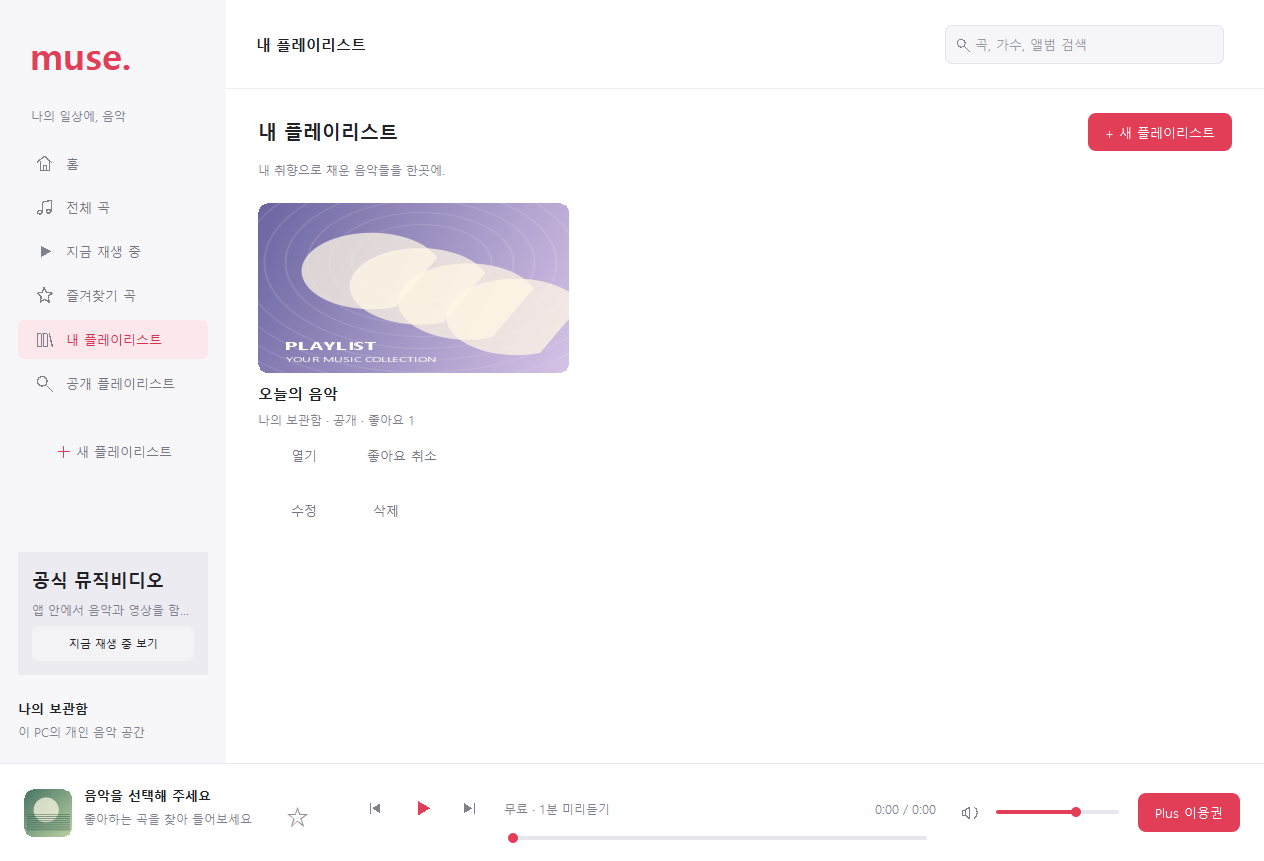 muse.
나의 일상에, 음악
홈
전체 곡
지금 재생 중
즐겨찾기 곡
내 플레이리스트
공개 플레이리스트
+ 새 플레이리스트
공식 뮤직비디오
앱 안에서 음악과 영상을 함...
지금 재생 중 보기
나의 보관함
이 PC의 개인 음악 공간
내 플레이리스트
곡, 가수, 앨범 검색
내 플레이리스트
+ 새 플레이리스트
내 취향으로 채운 음악들을 한곳에.
PLAYLIST
YOUR MUSIC COLLECTION
오늘의 음악
나의 보관함 · 공개 · 좋아요 1
열기 좋아요 취소
수정 삭제
음악을 선택해 주세요
좋아하는 곡을 찾아 들어보세요
무료 · 1분 미리듣기
0:00 / 0:00
Plus 이용권